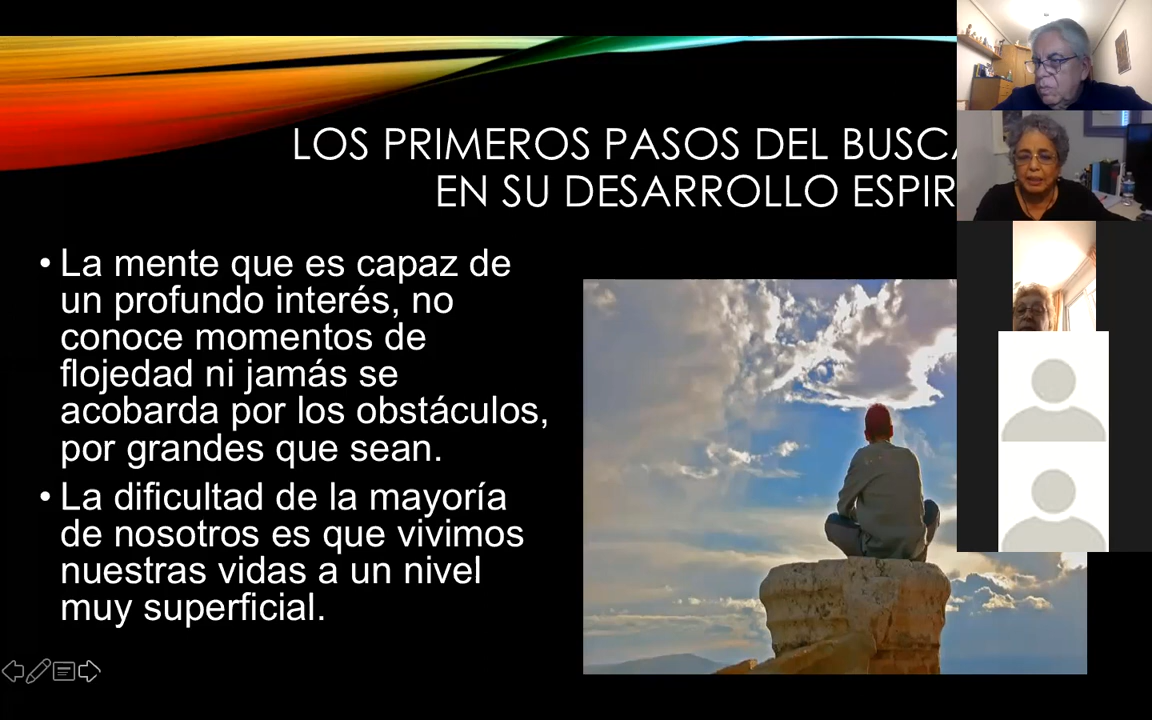 LOS PRIMEROS PASOS DEL BUSCA
EN SU DESARROLLO ESPIR
• La mente que es capaz de
un profundo interés, no
conoce momentos de
flojedad ni jamás se
acobarda por los obstáculos,
por grandes que sean.
• La dificultad de la mayoría
de nosotros es que vivimos
nuestras vidas a un nivel
muy superficial.